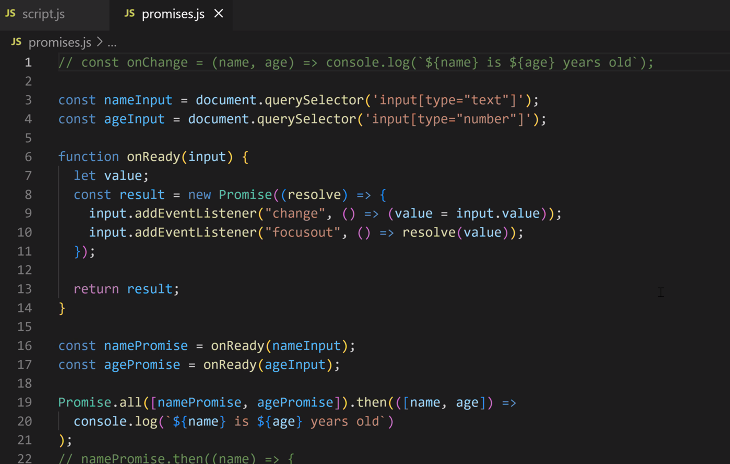 JS script.js JS promises.js ×
JS promises.js > ...
1 // const onChange = (name, age) => console.log(`${name} is ${age} years old`);
2
3 const nameInput = document.querySelector('input[type="text"]');
4 const ageInput = document.querySelector('input[type="number"]');
5
6 function onReady(input) {
7 let value;
8 const result = new Promise((resolve) => {
9 input.addEventListener("change", () => (value = input.value));
10 input.addEventListener("focusout", () => resolve(value));
11 });
12
13 return result;
14 }
15
16 const namePromise = onReady(nameInput);
17 const agePromise = onReady(ageInput);
18
19 Promise.all([namePromise, agePromise]).then(([name, age]) =>
20 console.log(`${name} is ${age} years old`)
21 );
22 // namePromise.then((name) => {